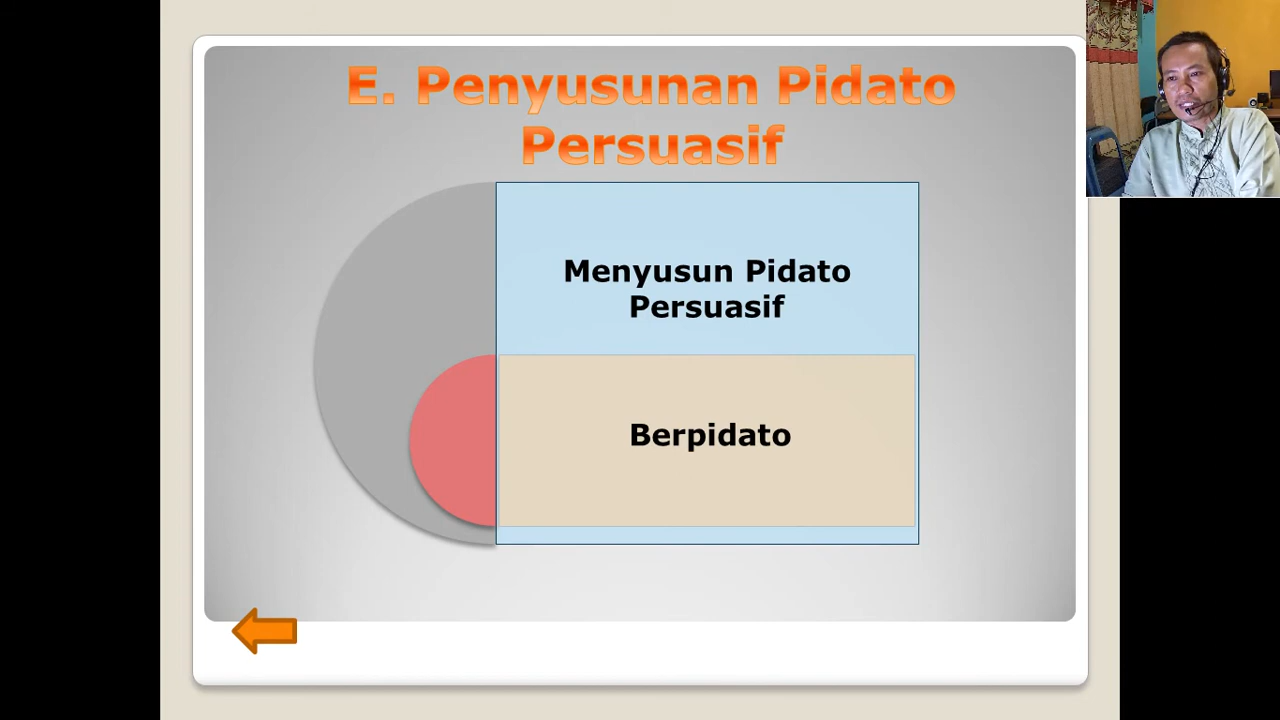 E. Penyusunan Pidato
Persuasif
Menyusun Pidato
Persuasif
Berpidato